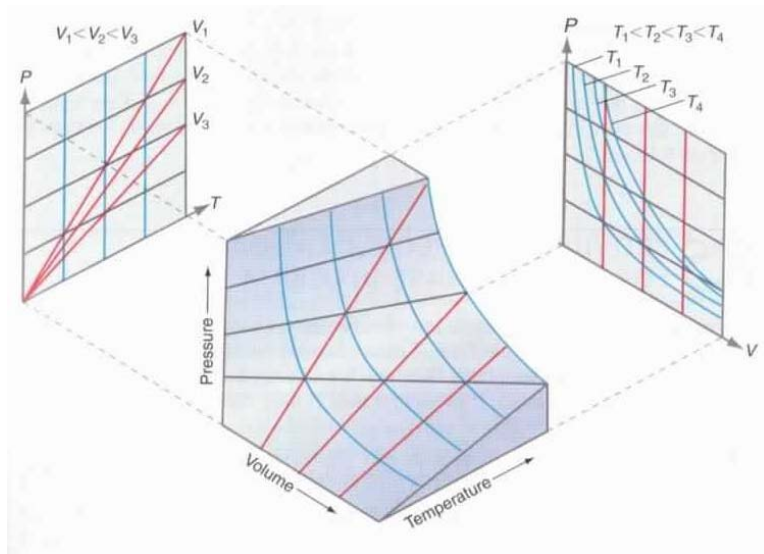 V₁<V₂<V₃
V₁
V₂
V₃
P
T
P
T₁<T₂<T₃<T₄
T₁
T₂
T₃
T₄
V
Pressure
Volume
Temperature